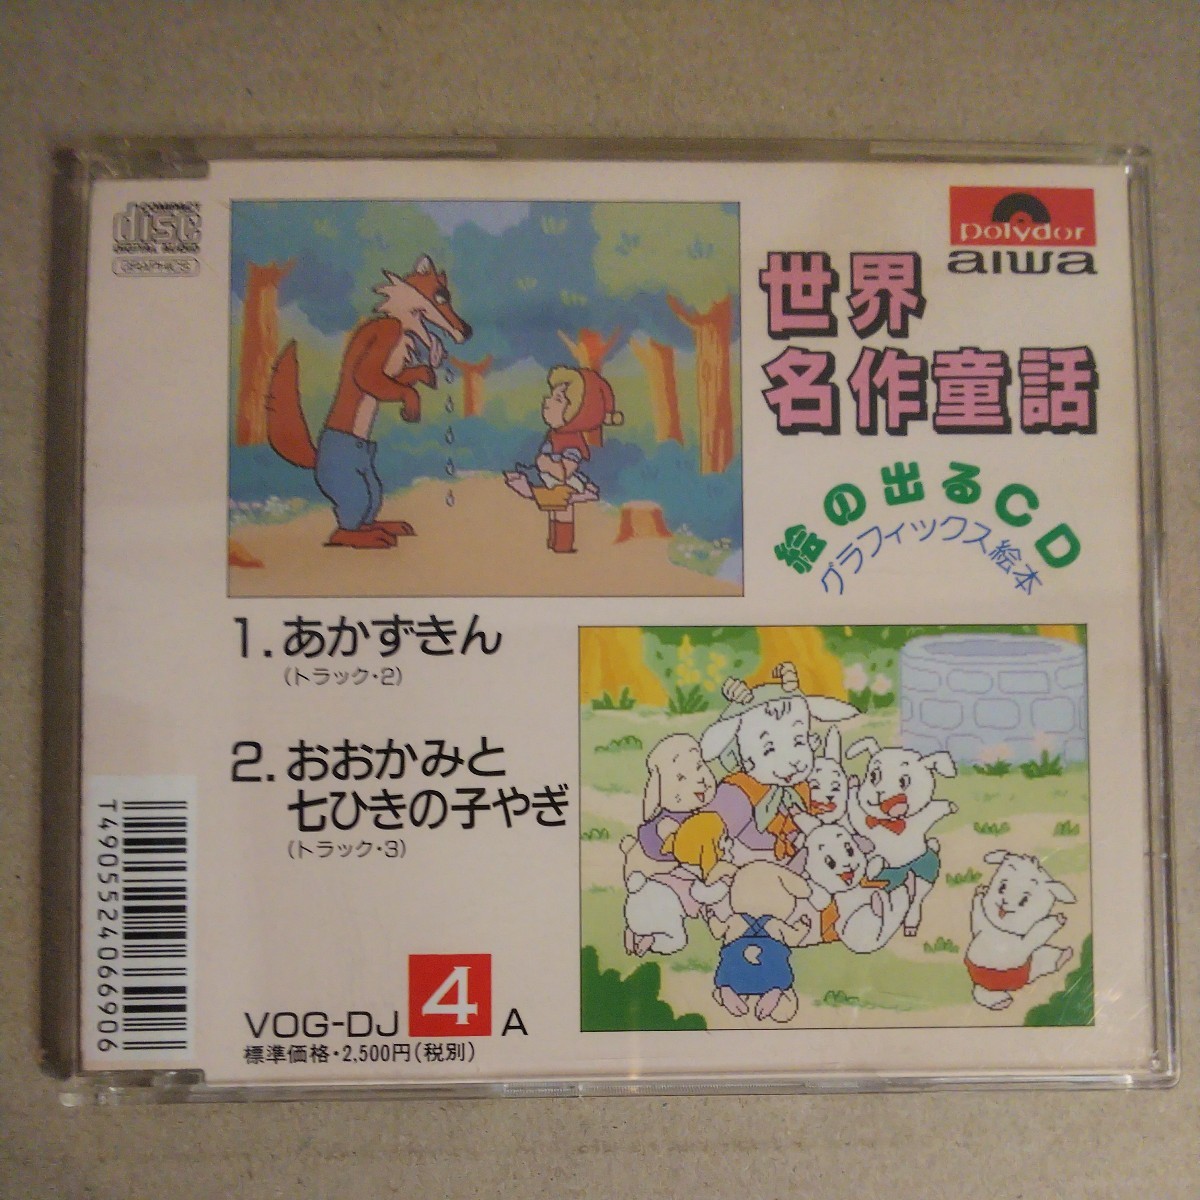 COMPACT
disc
DIGITAL AUDIO
GRAPHICS
Polydor
aiwa
世界
名作童話
絵の出るCD
グラフィックス絵本
1.あかずきん
(トラック・2)
2.おおかみと
七ひきの子やぎ
(トラック・3)
VOG-DJ 4 A
標準価格・2,500円(税別)
T4905524066906